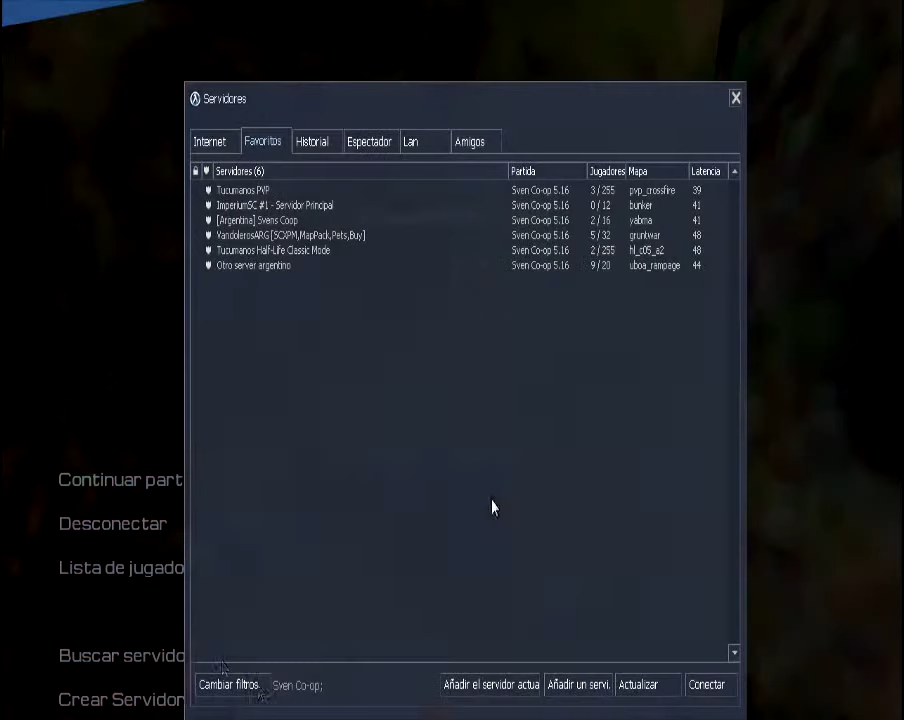 Servidores
Internet Favoritos Historial Espectador Lan Amigos
Servidores (6) Partida Jugadores Mapa Latencia
Tucumanos PVP Sven Co-op 5.16 3 / 255 pvp_crossfire 39
ImperiumSC #1 - Servidor Principal Sven Co-op 5.16 0 / 12 bunker 41
[Argentina] Svens Coop Sven Co-op 5.16 2 / 16 yabma 41
VandolerosARG[SCXPM,MapPack,Pets,Buy] Sven Co-op 5.16 5 / 32 gruntwar 48
Tucumanos Half-Life Classic Mode Sven Co-op 5.16 2 / 255 hl_c05_a2 48
Otro server argentino Sven Co-op 5.16 9 / 20 uboa_rampage 44
Continuar part
Desconectar
Lista de jugado
Buscar servido
Crear Servidor
Cambiar filtros Sven Co-op; Añadir el servidor actua Añadir un servi. Actualizar Conectar